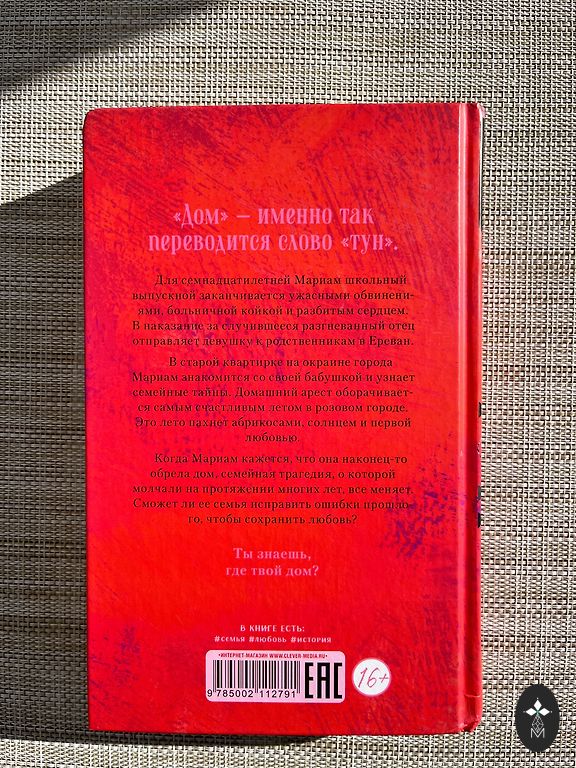 «Дом» – именно так
переводится слово «тун».
Для семнадцатилетней Мариам школьный
выпускной заканчивается ужасными обвинени-
ями, больничной койкой и разбитым сердцем.
В наказание за случившееся разгневанный отец
отправляет девушку к родственникам в Ереван.
В старой квартирке на окраине города
Мариам знакомится со своей бабушкой и узнает
семейные тайны. Домашний арест оборачивает-
ся самым счастливым летом в розовом городе.
Это лето пахнет абрикосами, солнцем и первой
любовью.
Когда Мариам кажется, что она наконец-то
обрела дом, семейная трагедия, о которой
молчали на протяжении многих лет, все меняет.
Сможет ли ее семья исправить ошибки прошло-
го, чтобы сохранить любовь?
Ты знаешь,
где твой дом?
В КНИГЕ ЕСТЬ:
#семья #любовь #история
•ИНТЕРНЕТ-МАГАЗИН WWW.CLEVER-MEDIA.RU•
9 785002 112791
EAC
16+
М